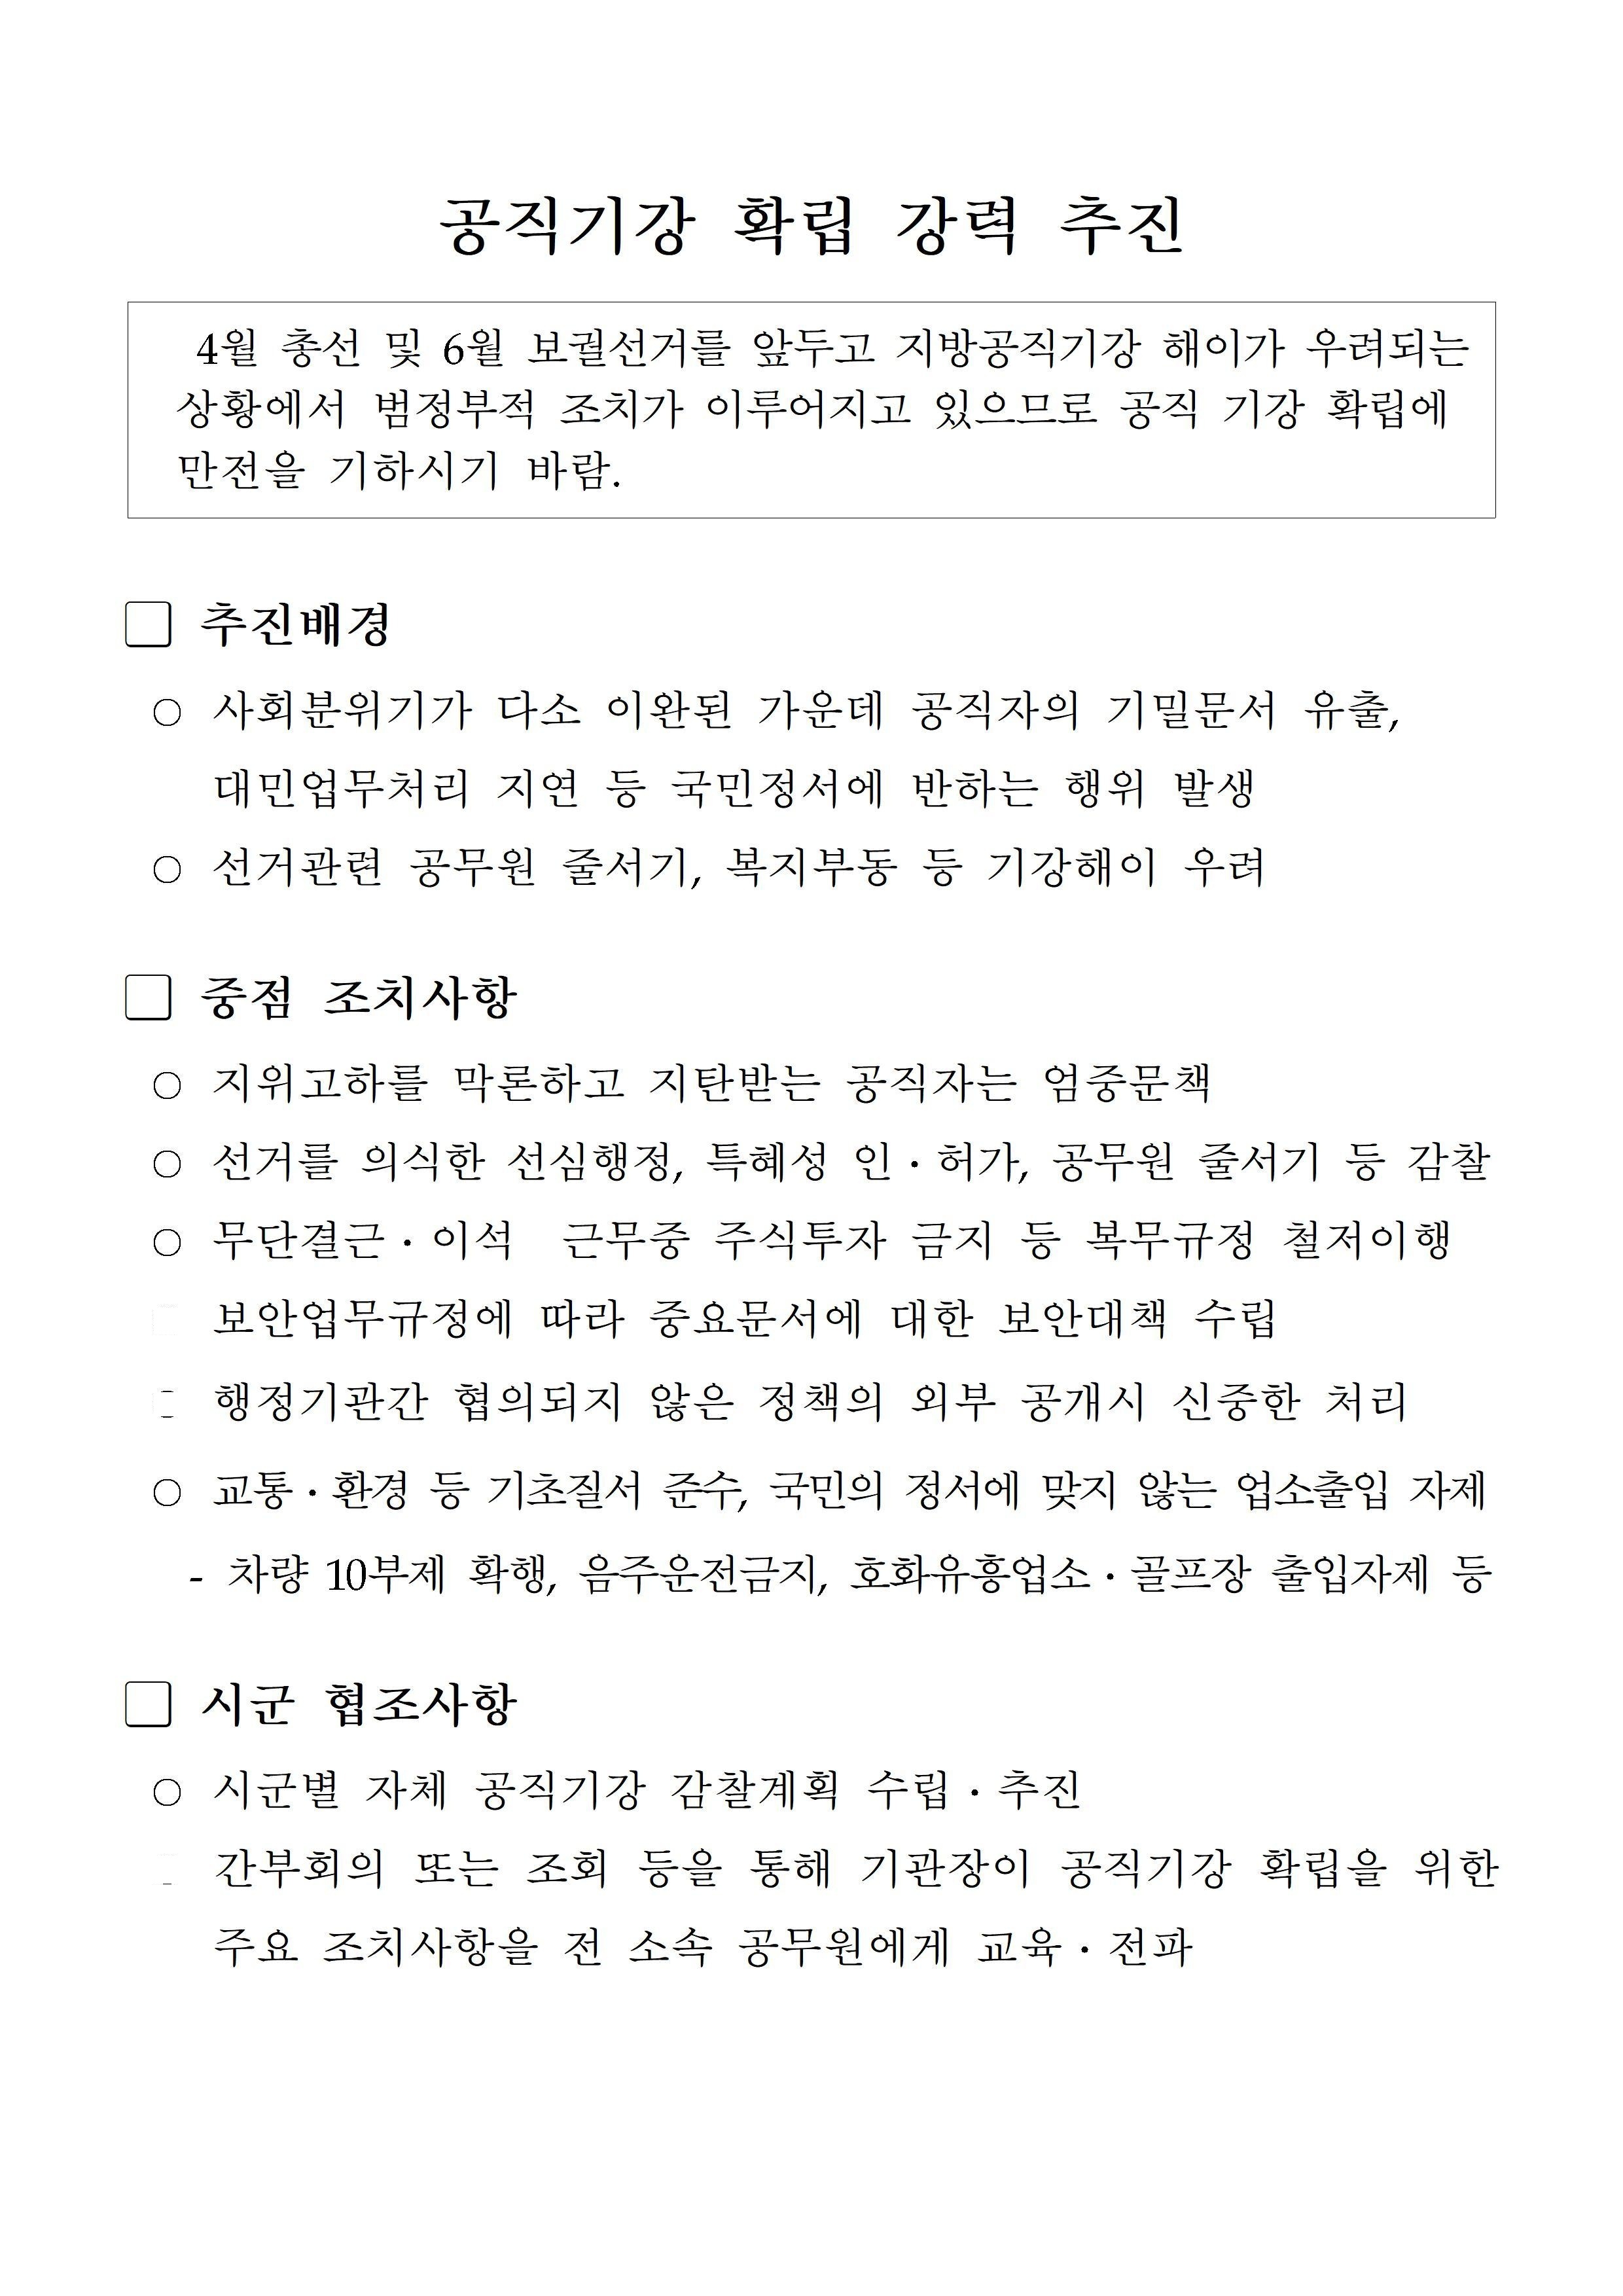 공직기강 확립 강력 추진
4월 총선 및 6월 보궐선거를 앞두고 지방공직기강 해이가 우려되는
상황에서 범정부적 조치가 이루어지고 있으므로 공직 기강 확립에
만전을 기하시기 바람.
□ 추진배경
○ 사회분위기가 다소 이완된 가운데 공직자의 기밀문서 유출,
대민업무처리 지연 등 국민정서에 반하는 행위 발생
○ 선거관련 공무원 줄서기, 복지부동 등 기강해이 우려
□ 중점 조치사항
○ 지위고하를 막론하고 지탄받는 공직자는 엄중문책
○ 선거를 의식한 선심행정, 특혜성 인·허가, 공무원 줄서기 등 감찰
○ 무단결근·이석 근무중 주식투자 금지 등 복무규정 철저이행
보안업무규정에 따라 중요문서에 대한 보안대책 수립
○ 행정기관간 협의되지 않은 정책의 외부 공개시 신중한 처리
○ 교통·환경 등 기초질서 준수, 국민의 정서에 맞지 않는 업소출입 자제
- 차량 10부제 확행, 음주운전금지, 호화유흥업소·골프장 출입자제 등
□ 시군 협조사항
○ 시군별 자체 공직기강 감찰계획 수립·추진
간부회의 또는 조회 등을 통해 기관장이 공직기강 확립을 위한
주요 조치사항을 전 소속 공무원에게 교육·전파